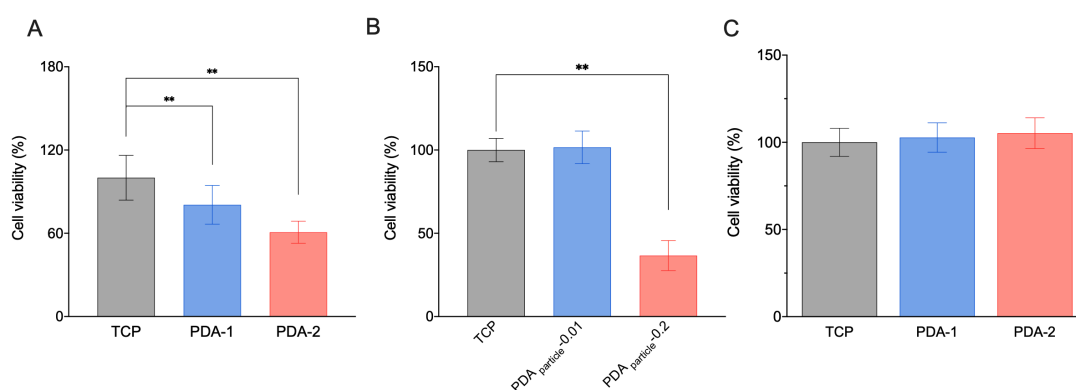 A
Cell viability (%)
180
120
60
0
**
**
TCP
PDA-1
PDA-2
B
Cell viability (%)
150
100
50
0
**
TCP
PDA particle-0.01
PDA particle-0.2
C
Cell viability (%)
150
100
50
0
TCP
PDA-1
PDA-2